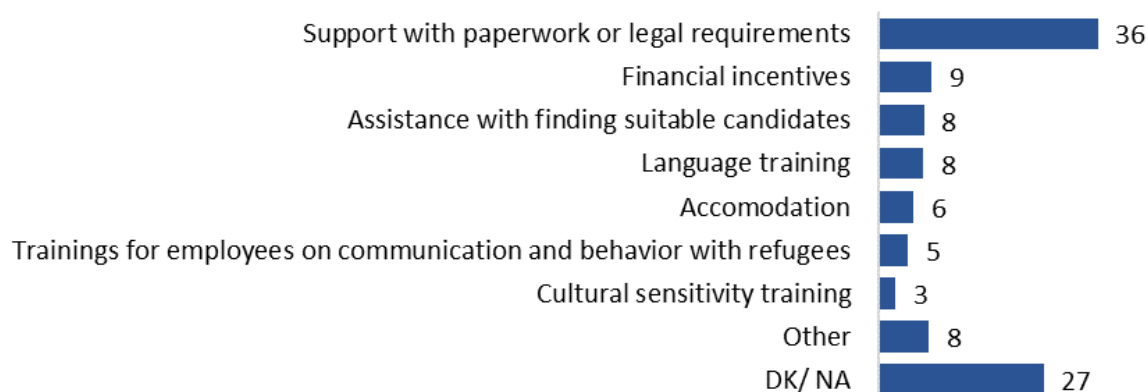 Support with paperwork or legal requirements 36
Financial incentives 9
Assistance with finding suitable candidates 8
Language training 8
Accomodation 6
Trainings for employees on communication and behavior with refugees 5
Cultural sensitivity training 3
Other 8
DK/ NA 27